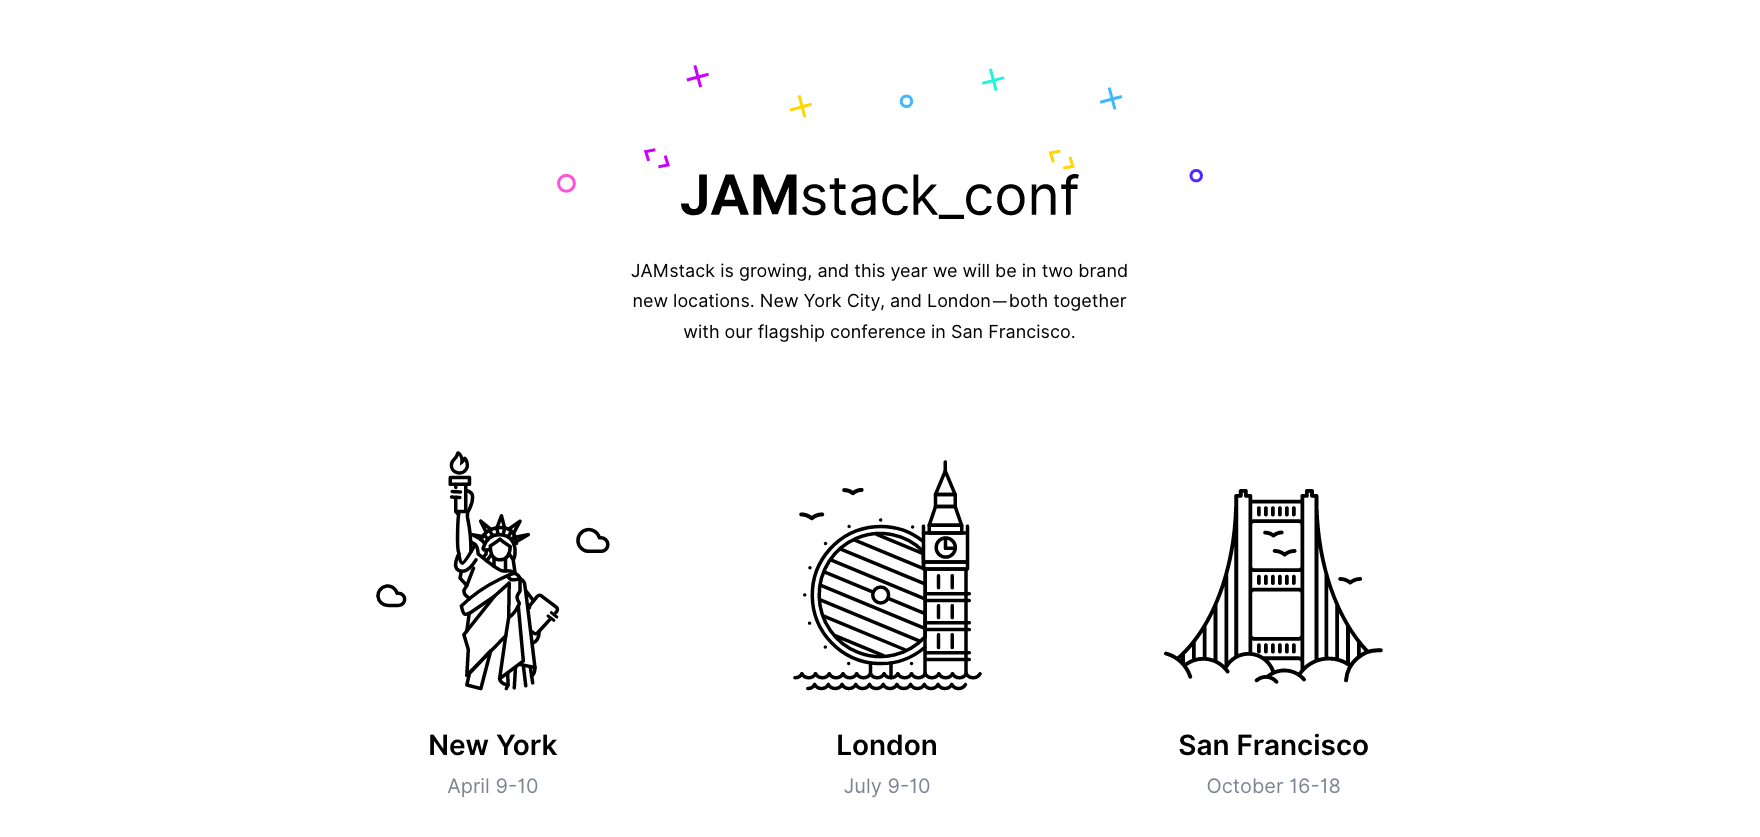 JAMstack_conf
JAMstack is growing, and this year we will be in two brand
new locations. New York City, and London—both together
with our flagship conference in San Francisco.
New York
April 9-10
London
July 9-10
San Francisco
October 16-18